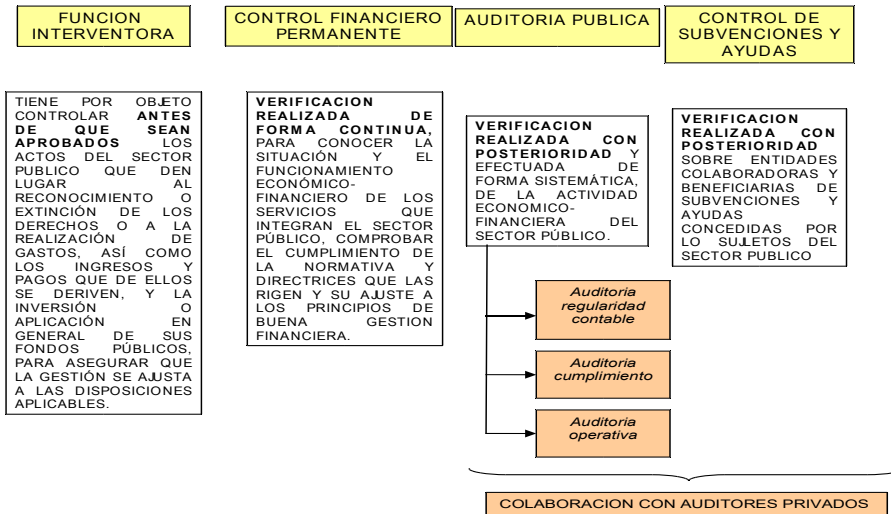 FUNCION
INTERVENTORA
CONTROL FINANCIERO
PERMANENTE
AUDITORIA PUBLICA
CONTROL DE
SUBVENCIONES Y
AYUDAS
TIENE POR OBJETO
CONTROLAR ANTES
DE QUE SEAN
APROBADOS LOS
ACTOS DEL SECTOR
PUBLICO QUE DEN
LUGAR AL
RECONOCIMIENTO O
EXTINCIÓN DE LOS
DERECHOS O A LA
REALIZACIÓN DE
GASTOS, ASÍ COMO
LOS INGRESOS Y
PAGOS QUE DE ELLOS
SE DERIVEN, Y LA
INVERSIÓN O
APLICACIÓN EN
GENERAL DE SUS
FONDOS PÚBLICOS,
PARA ASEGURAR QUE
LA GESTIÓN SE AJUSTA
A LAS DISPOSICIONES
APLICABLES.
VERIFICACION
REALIZADA DE
FORMA CONTINUA,
PARA CONOCER LA
SITUACIÓN Y EL
FUNCIONAMIENTO
ECONÓMICO-
FINANCIERO DE LOS
SERVICIOS QUE
INTEGRAN EL SECTOR
PÚBLICO, COMPROBAR
EL CUMPLIMIENTO DE
LA NORMATIVA Y
DIRECTRICES QUE LAS
RIGEN Y SU AJUSTE A
LOS PRINCIPIOS DE
BUENA GESTION
FINANCIERA.
VERIFICACION
REALIZADA CON
POSTERIORIDAD Y
EFECTUADA DE
FORMA SISTEMÁTICA,
DE LA ACTIVIDAD
ECONOMICO-
FINANCIERA DEL
SECTOR PÚBLICO.
VERIFICACION
REALIZADA CON
POSTERIORIDAD
SOBRE ENTIDADES
COLABORADORAS Y
BENEFICIARIAS DE
SUBVENCIONES Y
AYUDAS
CONCEDIDAS POR
LO SUJETOS DEL
SECTOR PUBLICO
Auditoria
regularidad
contable
Auditoria
cumplimiento
Auditoria
operativa
COLABORACION CON AUDITORES PRIVADOS